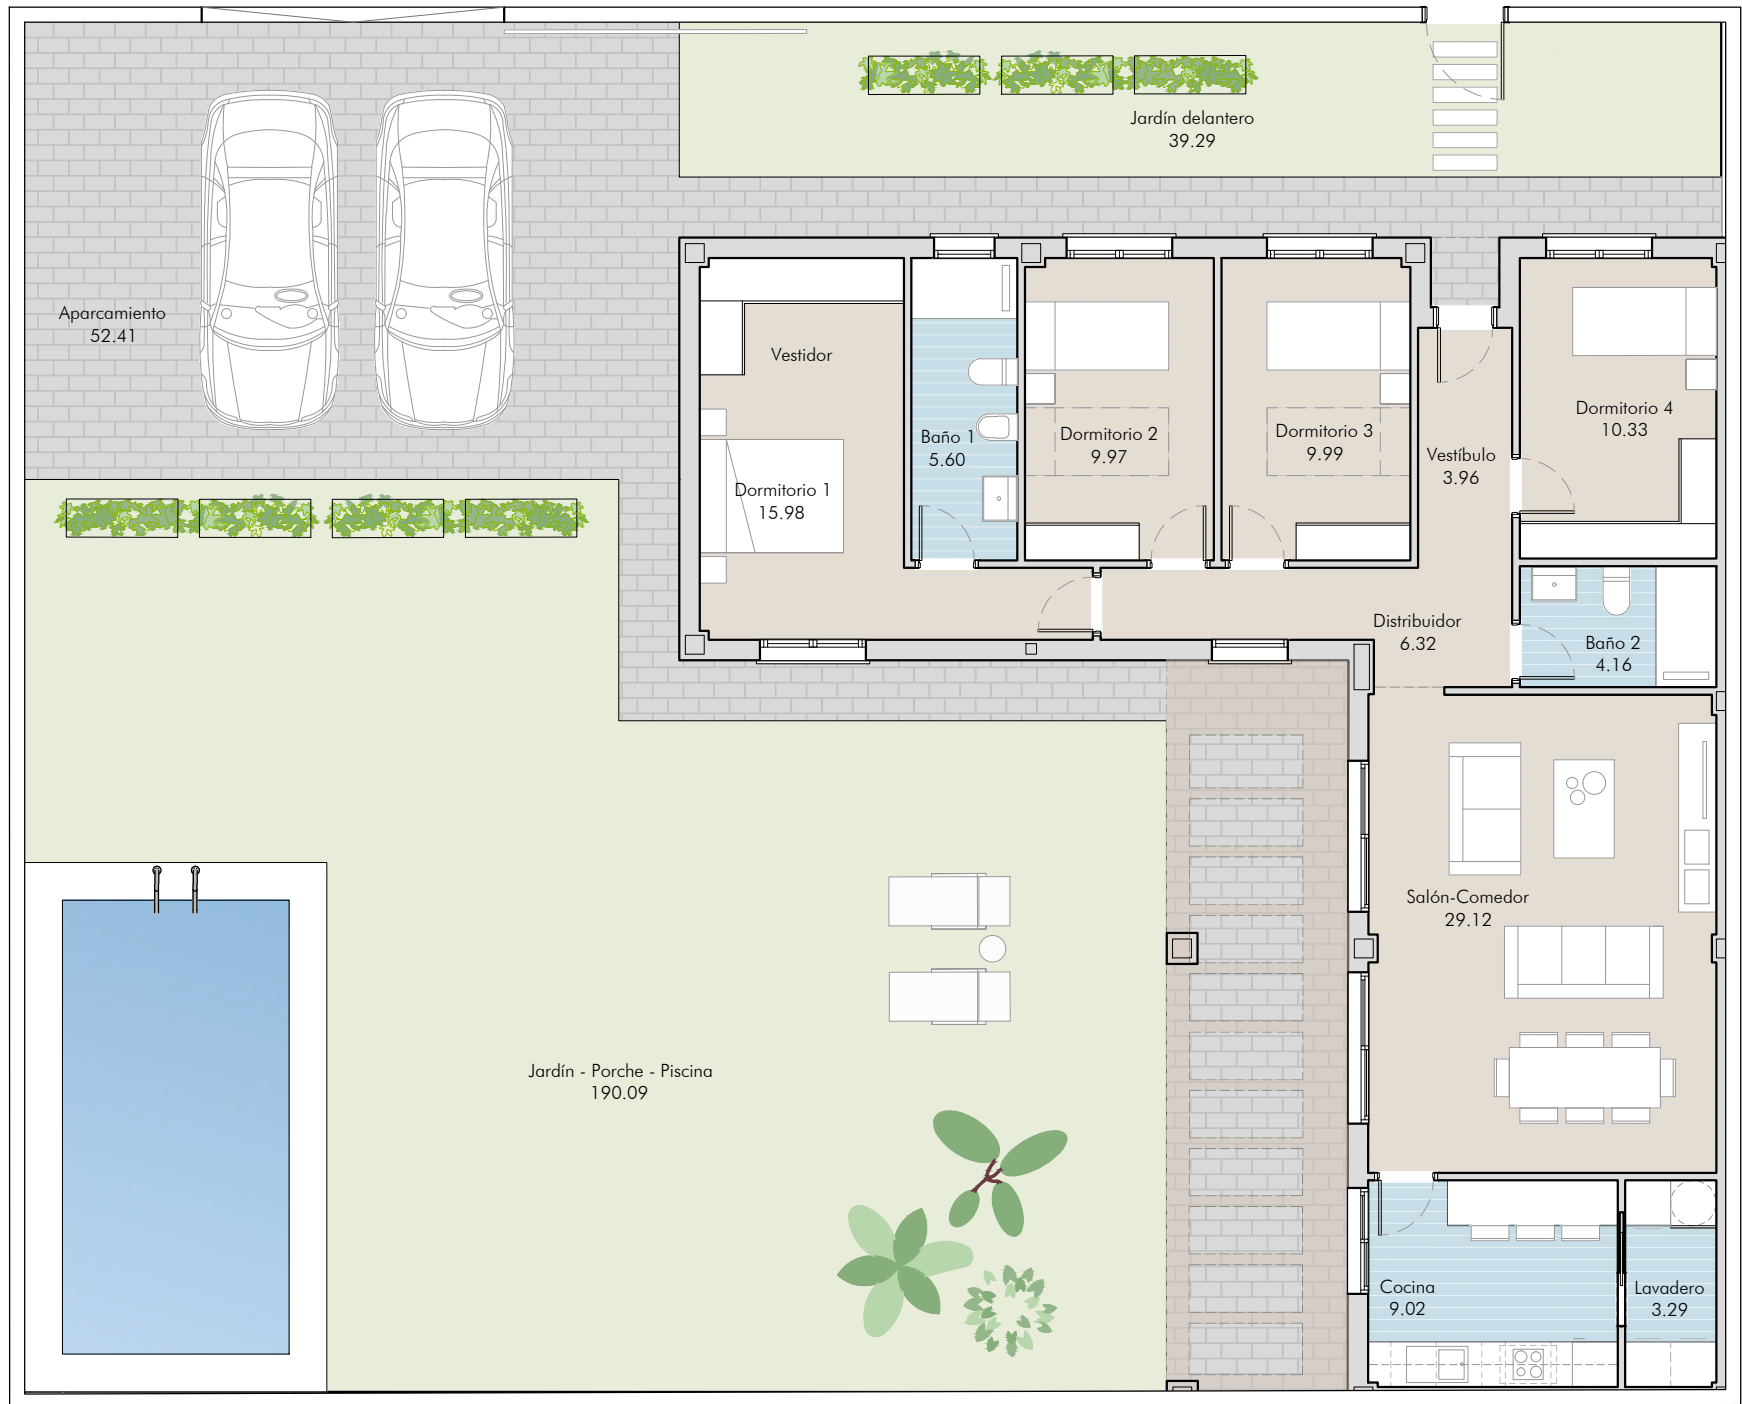 Jardín delantero
39.29
Aparcamiento
52.41
Vestidor
Dormitorio 1
15.98
Baño 1
5.60
Dormitorio 2
9.97
Dormitorio 3
9.99
Vestíbulo
3.96
Dormitorio 4
10.33
Distribuidor
6.32
Baño 2
4.16
Salón-Comedor
29.12
Jardín - Porche - Piscina
190.09
Cocina
9.02
Lavadero
3.29